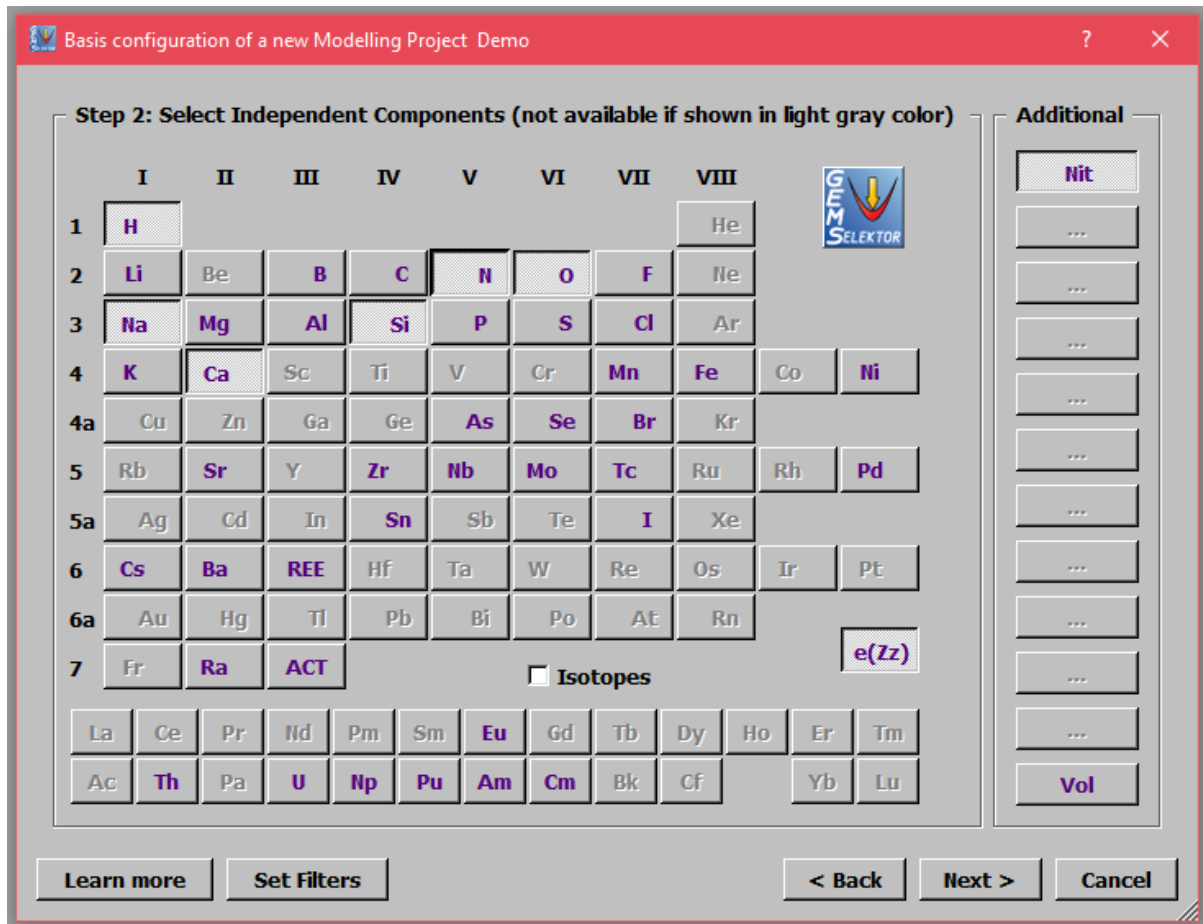 Basis configuration of a new Modelling Project Demo ? ×
Step 2: Select Independent Components (not available if shown in light gray color) Additional
I II III IV V VI VII VIII
GEMS SELEKTOR
Nit
1 H He
...
2 Li Be B C N O F Ne
...
3 Na Mg Al Si P S Cl Ar
...
4 K Ca Sc Ti V Cr Mn Fe Co Ni
...
4a Cu Zn Ga Ge As Se Br Kr
...
5 Rb Sr Y Zr Nb Mo Tc Ru Rh Pd
...
5a Ag Cd In Sn Sb Te I Xe
...
6 Cs Ba REE Hf Ta W Re Os Ir Pt
...
6a Au Hg Tl Pb Bi Po At Rn
...
7 Fr Ra ACT Isotopes e(Zz)
...
La Ce Pr Nd Pm Sm Eu Gd Tb Dy Ho Er Tm
Ac Th Pa U Np Pu Am Cm Bk Cf Yb Lu
Vol
Learn more Set Filters < Back Next > Cancel